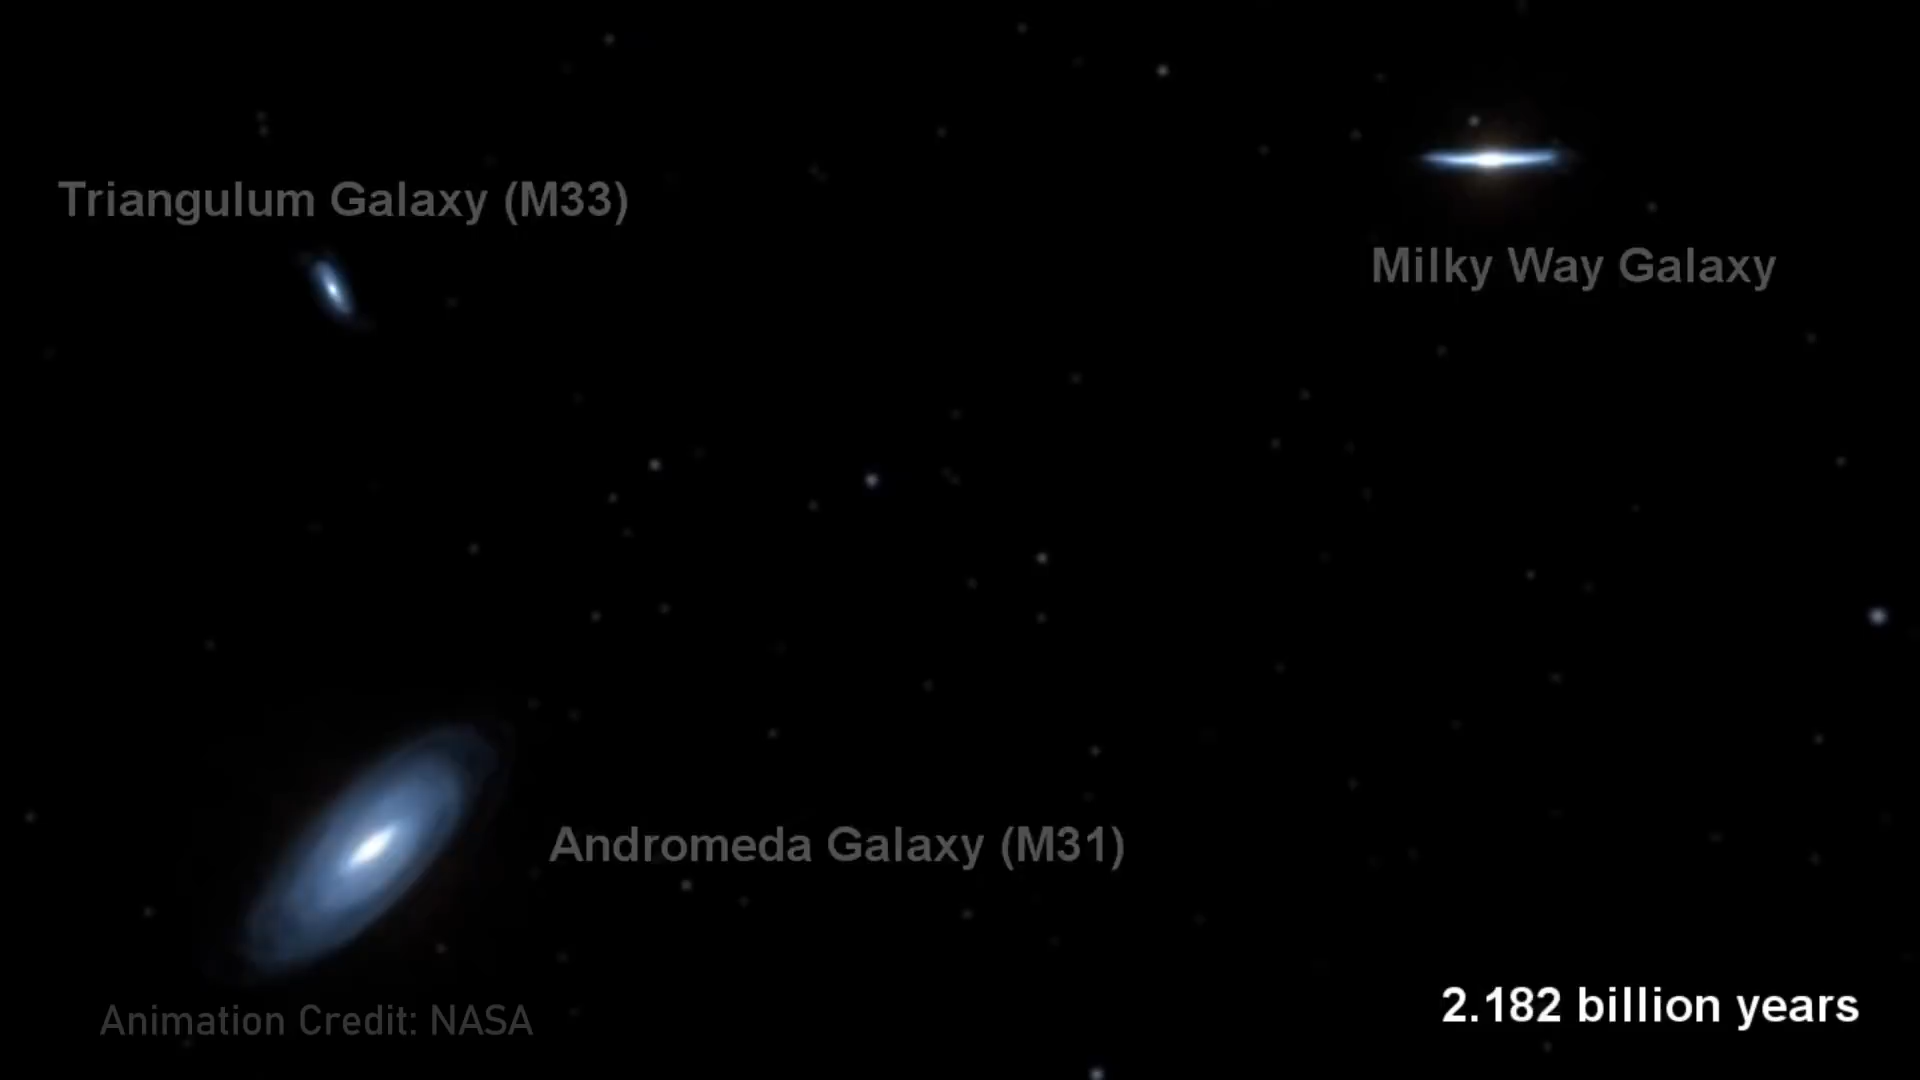 Triangulum Galaxy (M33)
Milky Way Galaxy
Andromeda Galaxy (M31)
Animation Credit: NASA
2.182 billion years